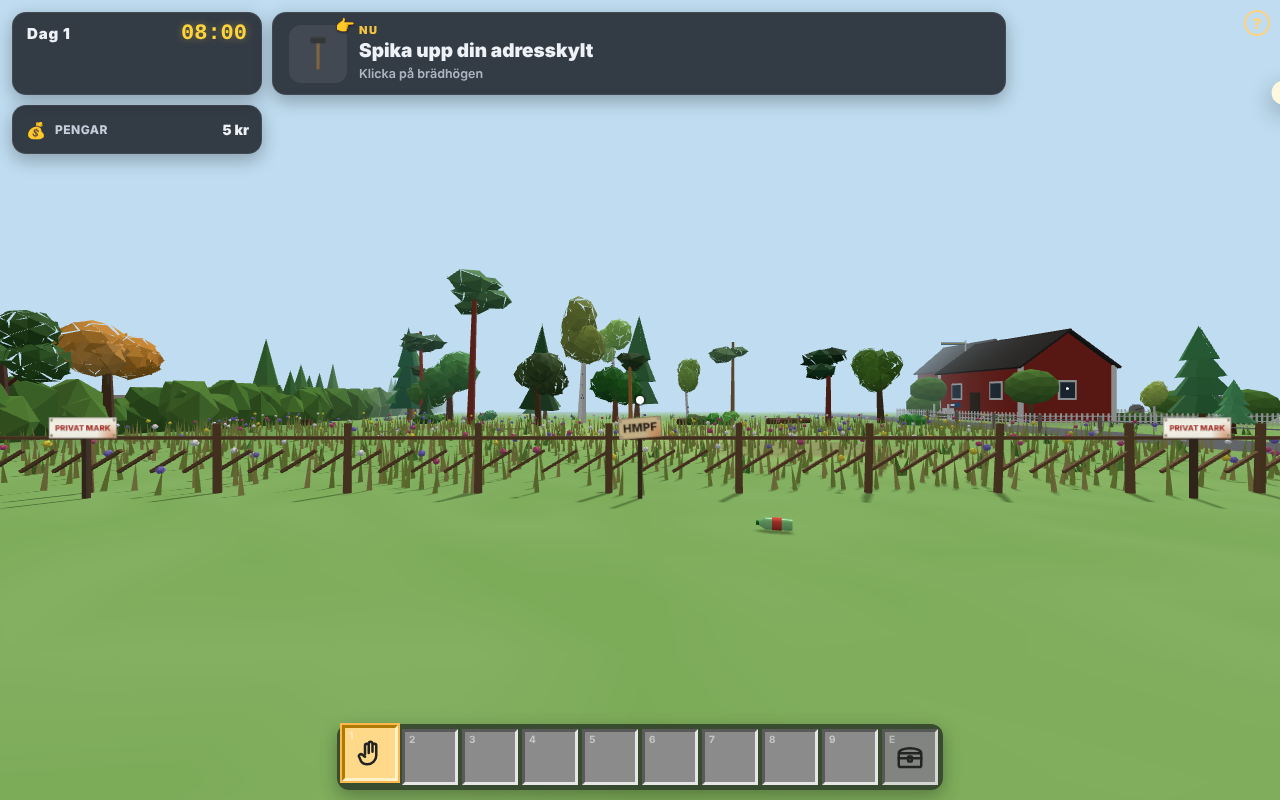 Dag 1
08:00
NU
Spika upp din adresskylt
Klicka på brädhögen
PENGAR
5 kr
PRIVAT MARK
HMPF
PRIVAT MARK
1
2
3
4
5
6
7
8
9
E